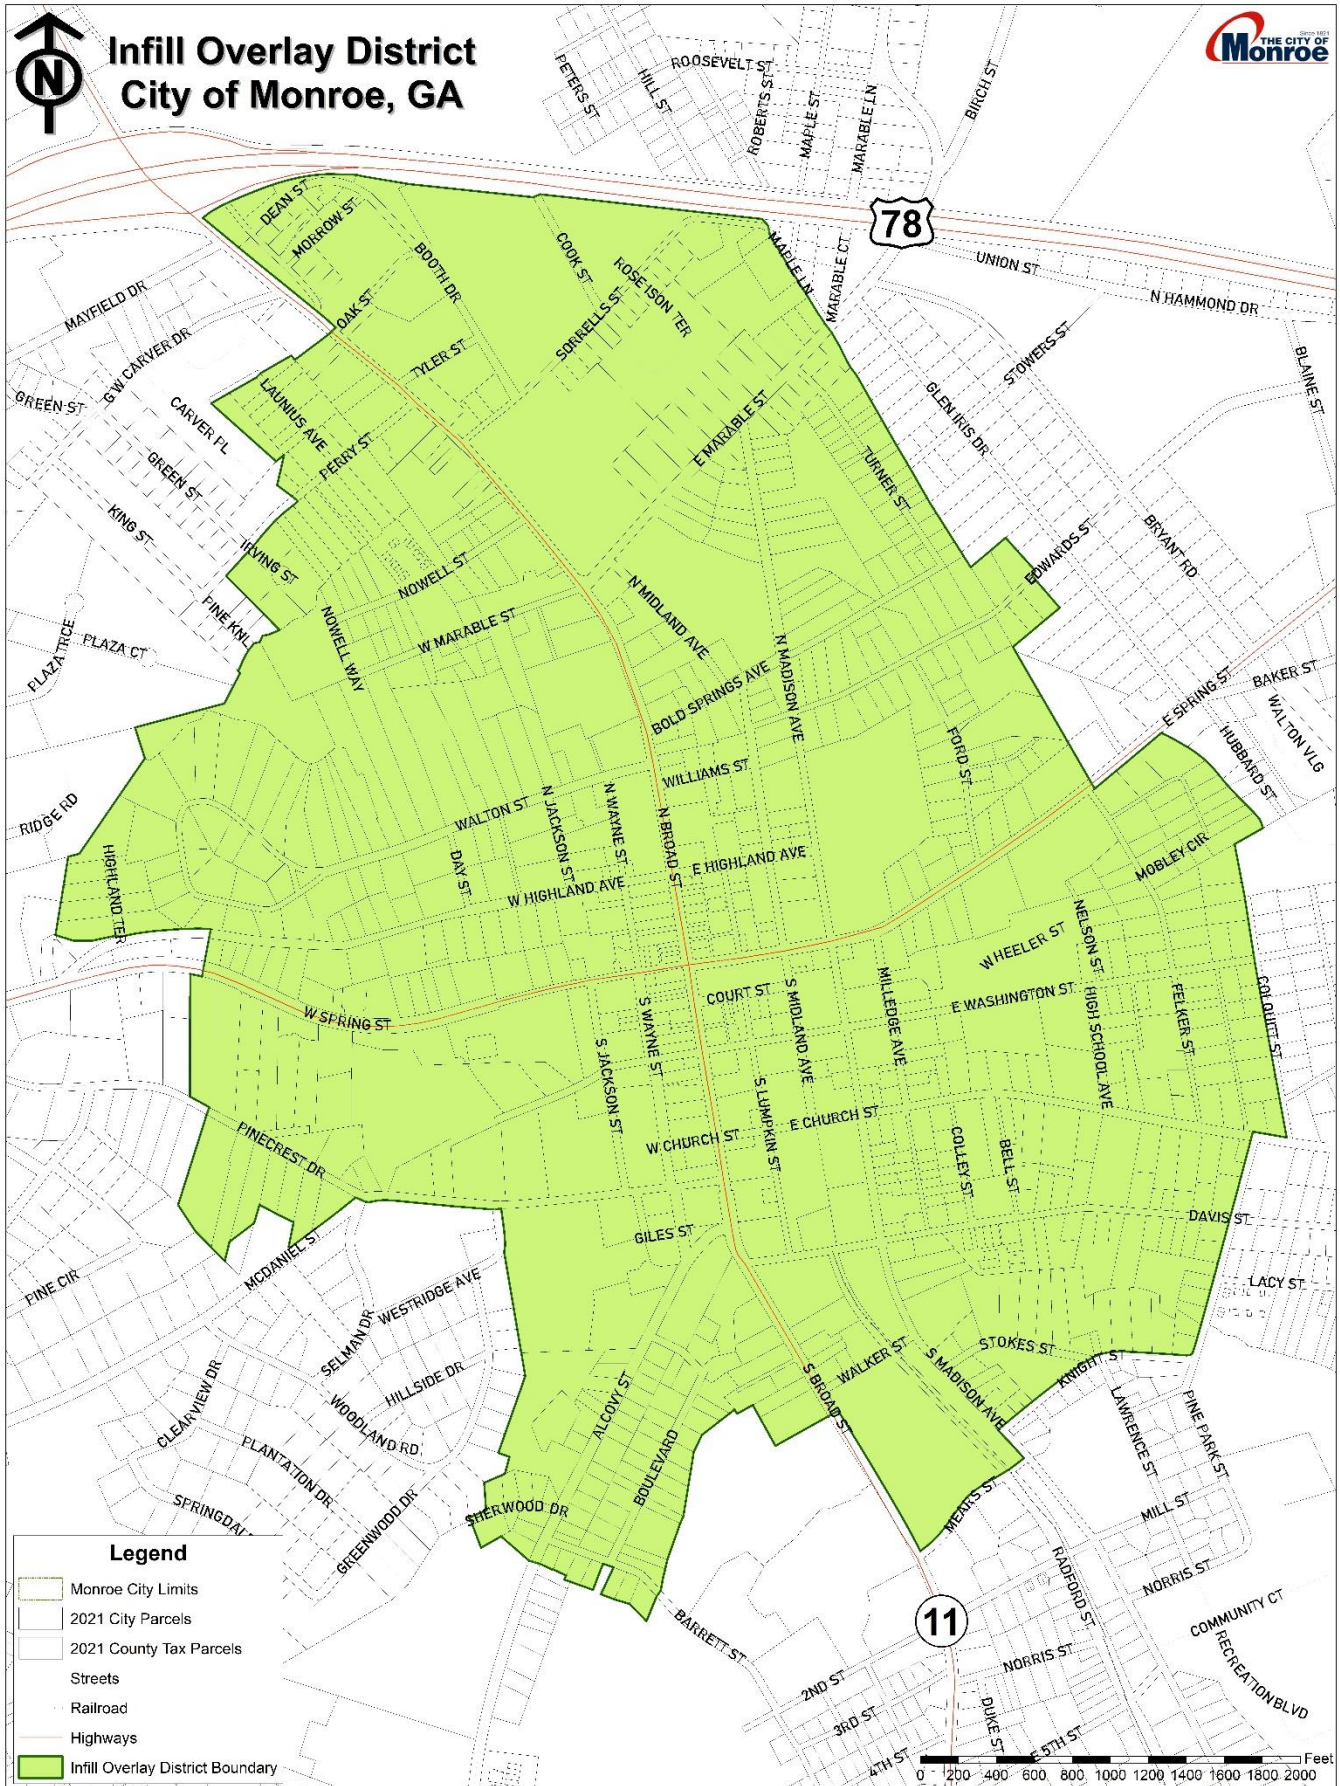 N
Infill Overlay District
City of Monroe, GA
Since 1821
THE CITY OF
Monroe
PETERS ST
HILL ST
ROOSEVELT ST
ROBERTS ST
MAPLE ST
MARABLE LN
BIRCH ST
78
DEAN ST
MORROW ST
BOOTH DR
COOK ST
ROSE ISON TER
MAPLE LN
MARABLE CT
UNION ST
N HAMMOND DR
MAYFIELD DR
OAK ST
SORRELLS ST
G W CARVER DR
TYLER ST
STOWERS ST
BLAINE ST
GREEN ST
CARVER PL
LAUNIUS AVE
PERRY ST
GLEN IRIS DR
E MARABLE ST
GREEN ST
TURNER ST
KING ST
IRVING ST
NOWELL ST
EDWARDS ST
BRYANT RD
PINE KNL
N MIDLAND AVE
PLAZA TRCE
PLAZA CT
NOWELL WAY
W MARABLE ST
N MADISON AVE
BOLD SPRINGS AVE
E SPRING ST
BAKER ST
WALTON VLG
FORD ST
HUBBARD ST
WILLIAMS ST
RIDGE RD
WALTON ST
N JACKSON ST
N WAYNE ST
N BROAD ST
HIGHLAND TER
DAY ST
W HIGHLAND AVE
E HIGHLAND AVE
MOBLEY CIR
NELSON ST
WHEELER ST
W SPRING ST
S WAYNE ST
COURT ST
S MIDLAND AVE
MILLEDGE AVE
E WASHINGTON ST
HIGH SCHOOL AVE
FELKER ST
COLQUITT ST
S JACKSON ST
S LUMPKIN ST
PINECREST DR
W CHURCH ST
E CHURCH ST
COLLEY ST
BELL ST
GILES ST
DAVIS ST
PINE CIR
MCDANIEL ST
LACY ST
SELMAN DR
WESTRIDGE AVE
CLEARVIEW DR
WOODLAND RD
HILLSIDE DR
ALCOVY ST
BOULEVARD
S BROAD ST
WALKER ST
S MADISON AVE
STOKES ST
KNIGHT ST
LAWRENCE ST
PINE PARK ST
PLANTATION DR
SPRINGDAL
GREENWOOD DR
SHERWOOD DR
MEARS ST
MILL ST
RADFORD ST
NORRIS ST
COMMUNITY CT
RECREATION BLVD
11
BARRETT ST
2ND ST
NORRIS ST
3RD ST
DUKE ST
4TH ST
E 5TH ST
Legend
Monroe City Limits
2021 City Parcels
2021 County Tax Parcels
Streets
Railroad
Highways
Infill Overlay District Boundary
Feet
0 200 400 600 800 1000 1200 1400 1600 1800 2000